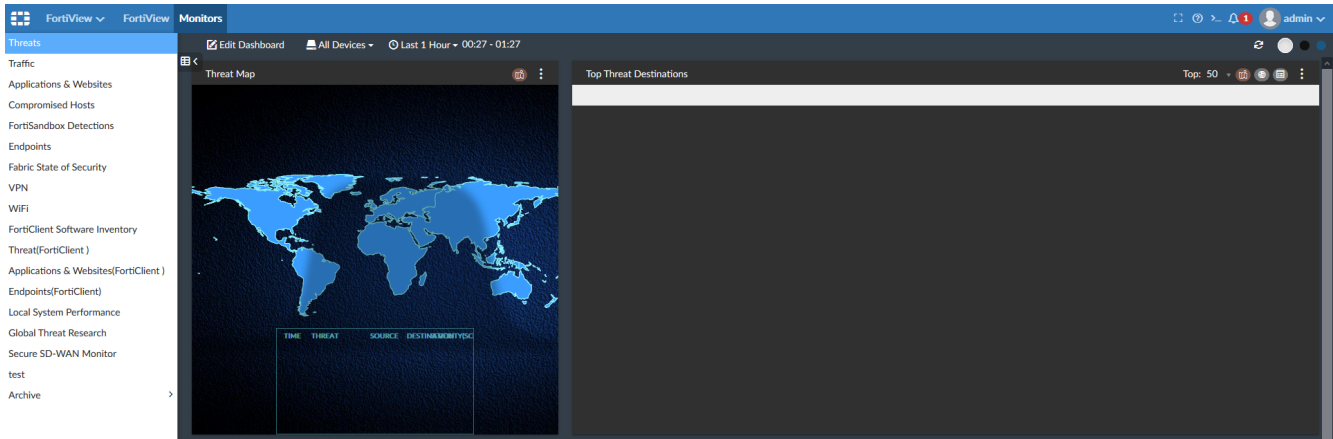 FortiView FortiView Monitors 1 admin
Threats
Traffic
Applications & Websites
Compromised Hosts
FortiSandbox Detections
Endpoints
Fabric State of Security
VPN
WiFi
FortiClient Software Inventory
Threat(FortiClient )
Applications & Websites(FortiClient )
Endpoints(FortiClient)
Local System Performance
Global Threat Research
Secure SD-WAN Monitor
test
Archive
Edit Dashboard All Devices Last 1 Hour 00:27 - 01:27
Threat Map
TIME THREAT SOURCE
Top Threat Destinations Top: 50